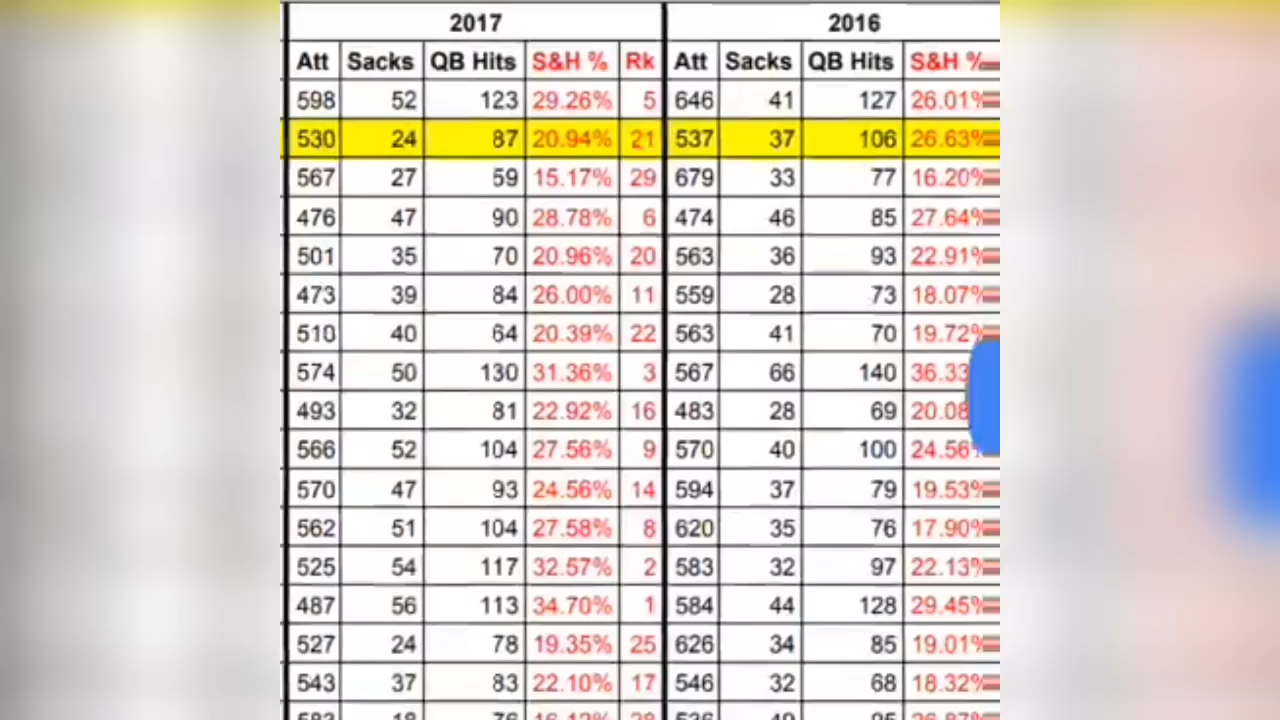 2017 2016
Att Sacks QB Hits S&H % Rk Att Sacks QB Hits S&H %
598 52 123 29.26% 5 646 41 127 26.01%
530 24 87 20.94% 21 537 37 106 26.63%
567 27 59 15.17% 29 679 33 77 16.20%
476 47 90 28.78% 6 474 46 85 27.64%
501 35 70 20.96% 20 563 36 93 22.91%
473 39 84 26.00% 11 559 28 73 18.07%
510 40 64 20.39% 22 563 41 70 19.72%
574 50 130 31.36% 3 567 66 140 36.33
493 32 81 22.92% 16 483 28 69 20.08
566 52 104 27.56% 9 570 40 100 24.56%
570 47 93 24.56% 14 594 37 79 19.53%
562 51 104 27.58% 8 620 35 76 17.90%
525 54 117 32.57% 2 583 32 97 22.13%
487 56 113 34.70% 1 584 44 128 29.45%
527 24 78 19.35% 25 626 34 85 19.01%
543 37 83 22.10% 17 546 32 68 18.32%